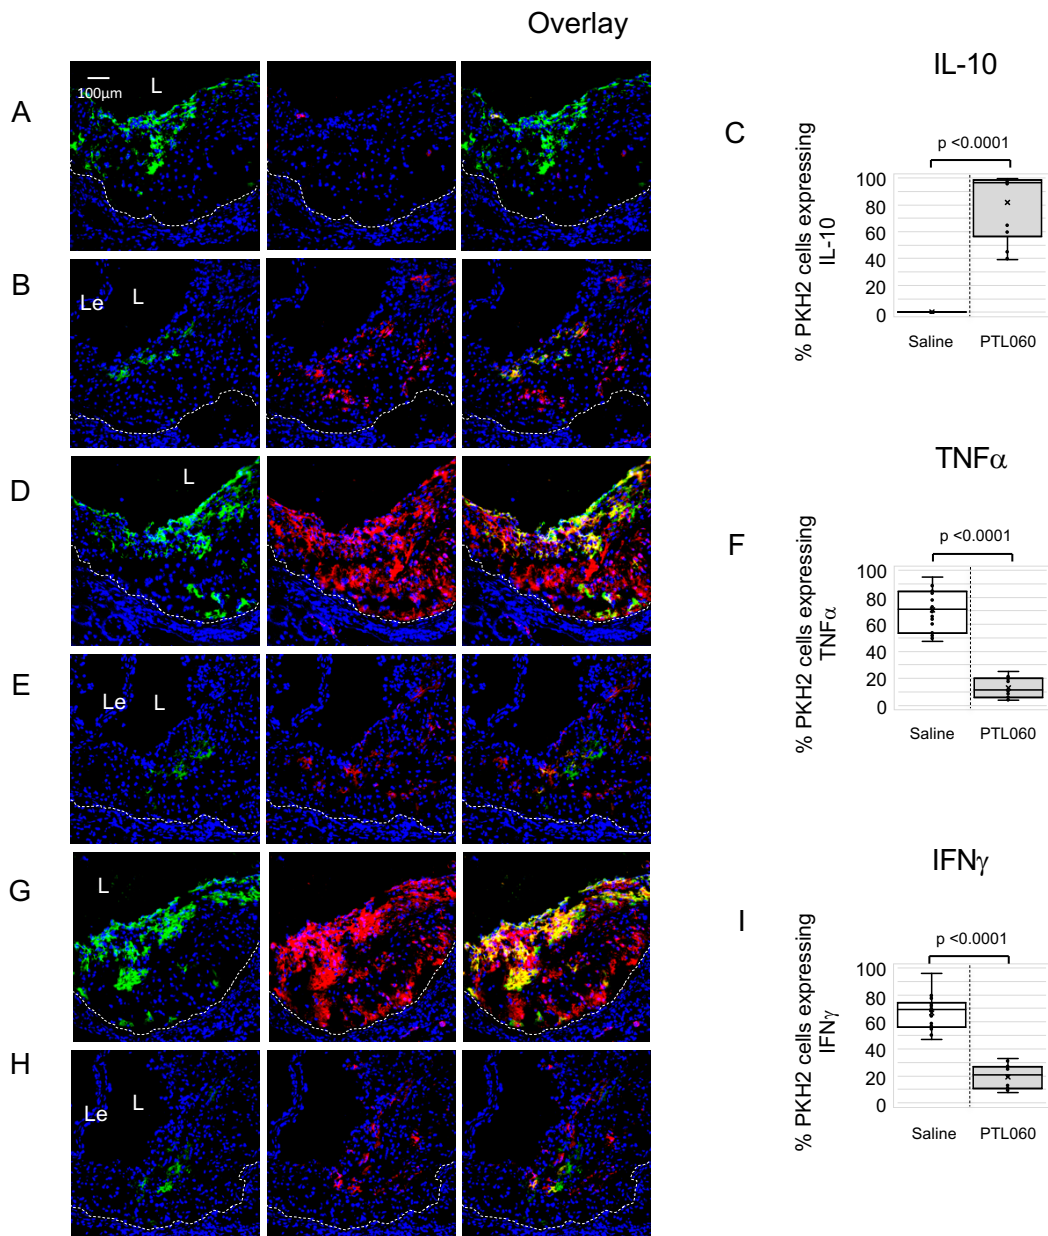 Overlay
A
100µm
L
B
Le
L
D
L
E
Le
L
G
L
H
Le
L
IL-10
C
p <0.0001
% PKH2 cells expressing
IL-10
100
80
60
40
20
0
Saline
PTL060
TNFα
F
p <0.0001
% PKH2 cells expressing
TNFα
100
80
60
40
20
0
Saline
PTL060
IFNγ
I
p <0.0001
% PKH2 cells expressing
IFNγ
100
80
60
40
20
0
Saline
PTL060